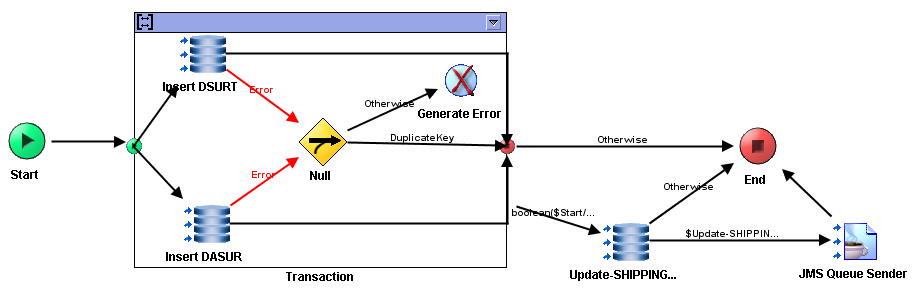 Insert DSURT
Error
Otherwise
Generate Error
DuplicateKey
Otherwise
Start
Null
End
Error
Otherwise
boolean($Start/...
$Update-SHIPPIN...
Insert DASUR
Transaction
Update-SHIPPING...
JMS Queue Sender